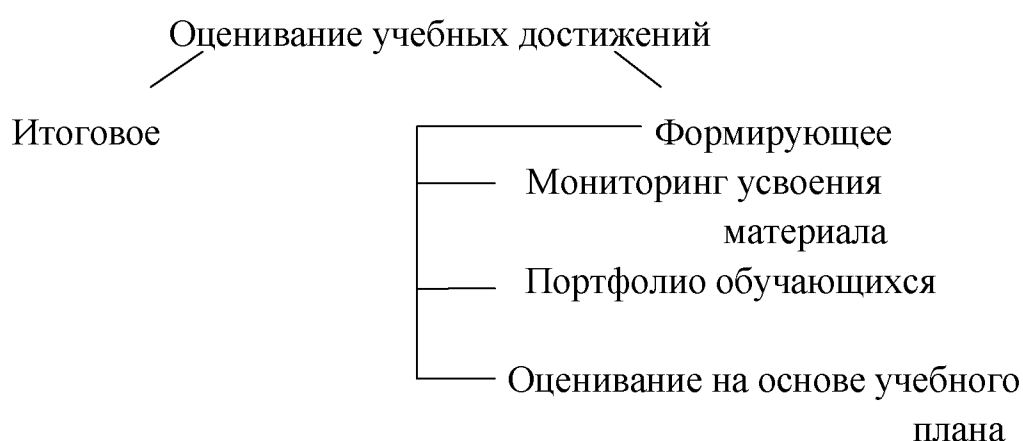 Оценивание учебных достижений
Итоговое
Формирующее
Мониторинг усвоения
материала
Портфолио обучающихся
Оценивание на основе учебного
плана